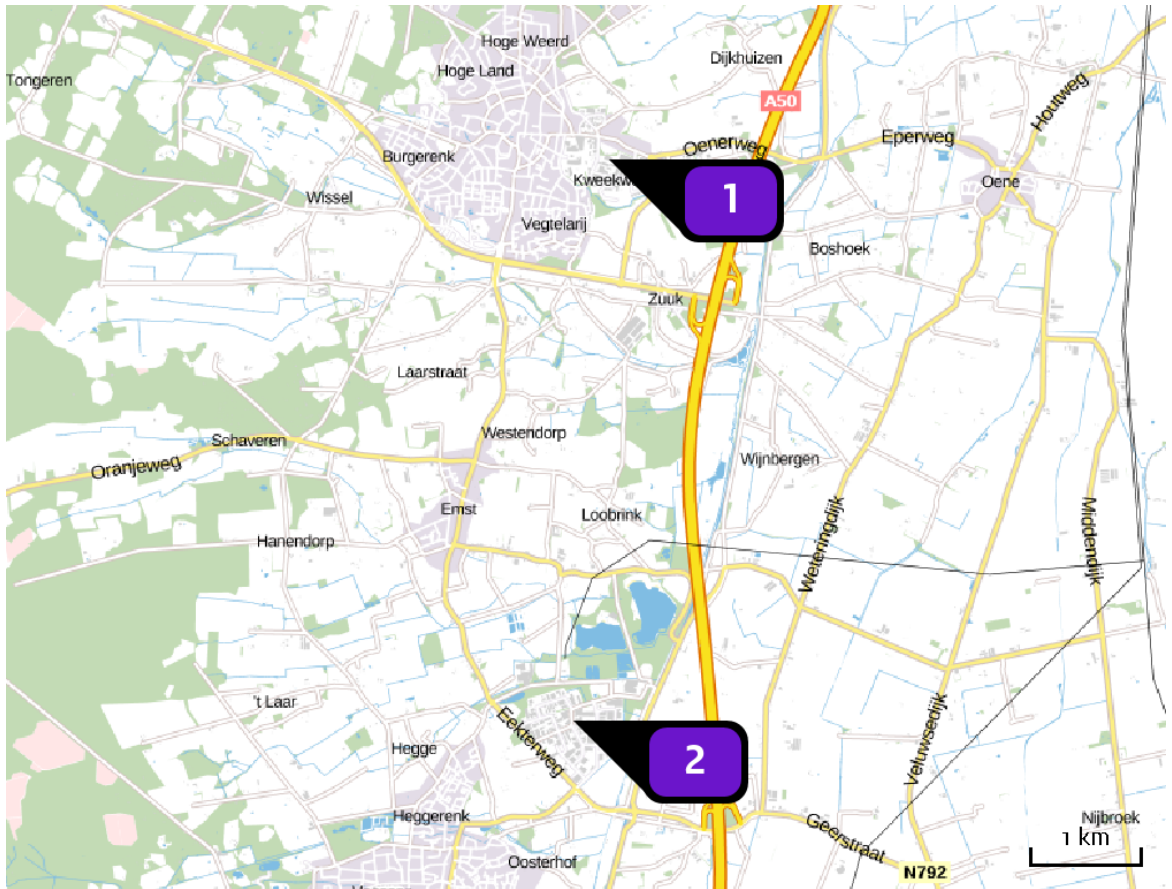 Hoge Weerd
Dijkhuizen
Hoge Land
Tongeren
A50
Houtweg
Oenerweg
Eperweg
Burgerenk
Kweekw
Oene
Wissel
1
Vegtelarij
Boshoek
Zuuk
Laarstraat
Westendorp
Schaveren
Oranjeweg
Wijnbergen
Emst
Loobrink
Hanendorp
Weteringdijk
Middendijk
't Laar
Eekterweg
Hegge
2
Veluwsedijk
Heggerenk
Geerstraat
Nijbroek
1 km
Oosterhof
N792